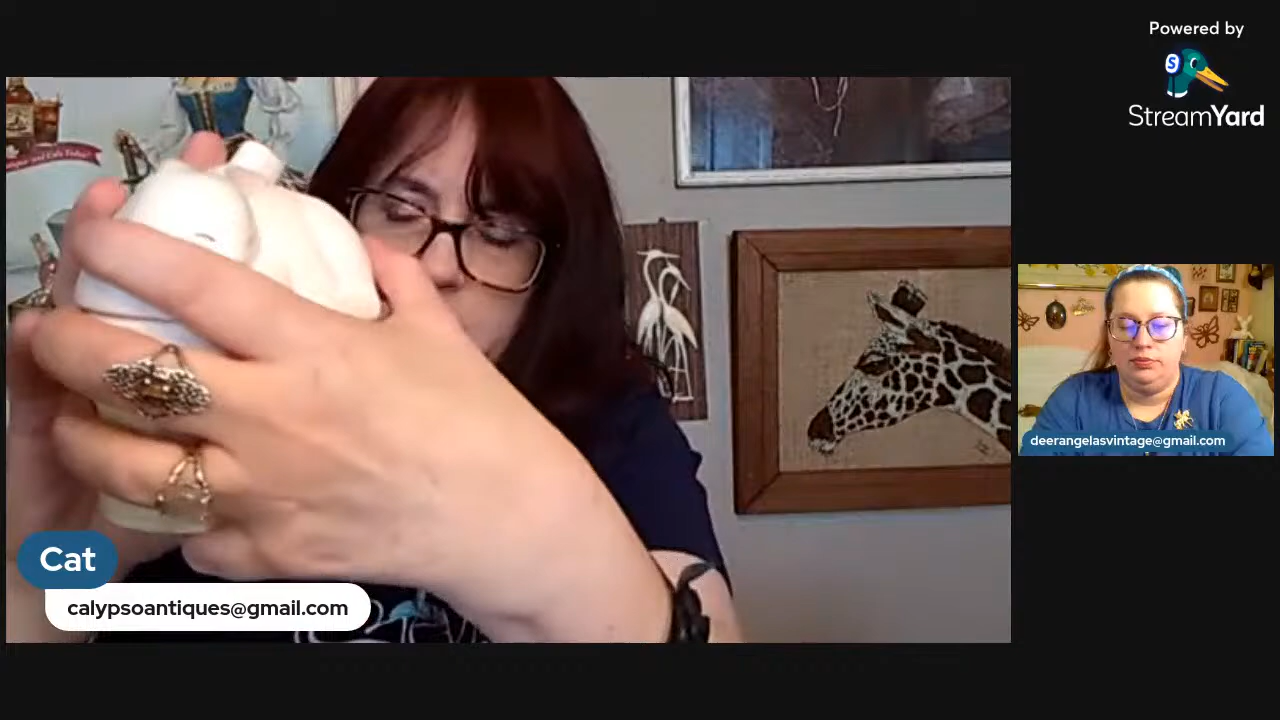 Powered by
StreamYard
deerangelasvintage@gmail.com
Cat
calypsoantiques@gmail.com